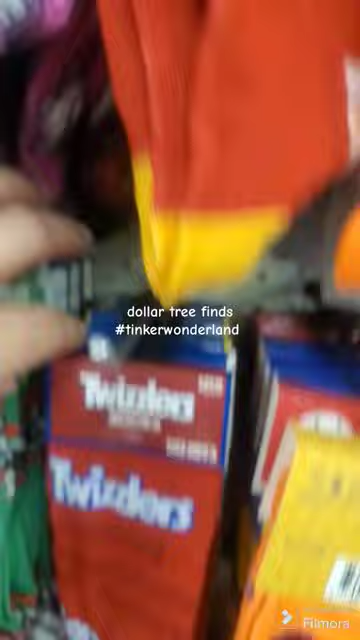 dollar tree finds
#tinkerwonderland
Twizzlers
Twizzlers
Filmora